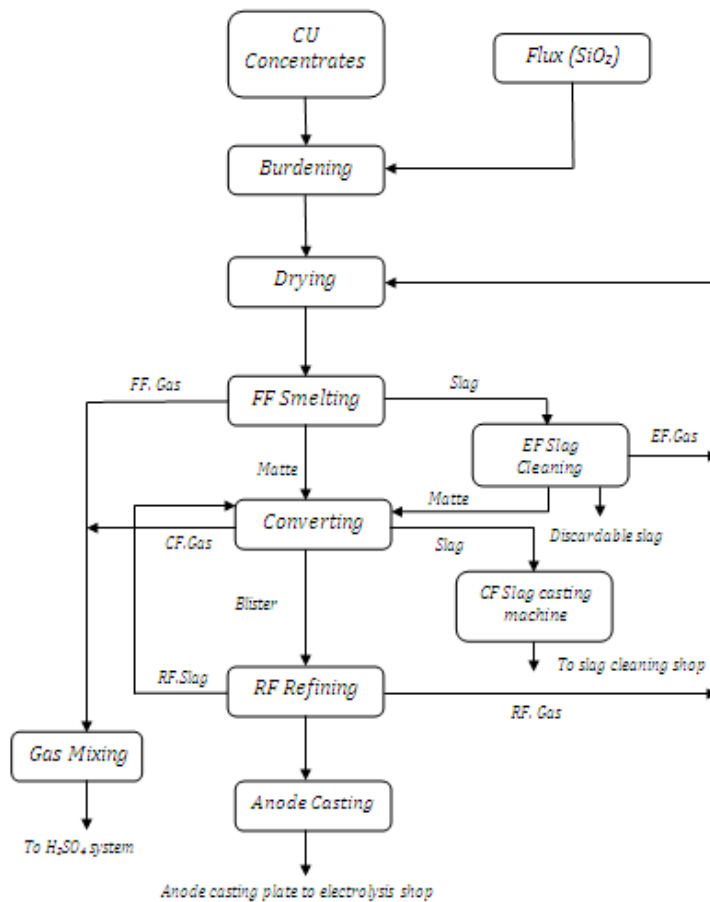 CU
Concentrates
Flux (SiO₂)
Burdening
Drying
FF. Gas
FF Smelting
Slag
EF Slag
Cleaning
EF.Gas
Matte
Matte
Converting
CF.Gas
Slag
Discardable slag
CF Slag casting
machine
Blister
To slag cleaning shop
RF.Slag
RF Refining
RF. Gas
Gas Mixing
Anode Casting
To H₂SO₄ system
Anode casting plate to electrolysis shop